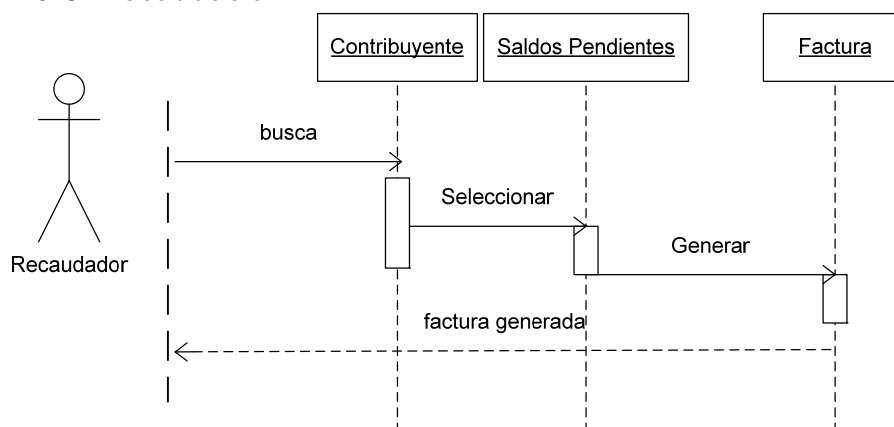 Contribuyente
Saldos Pendientes
Factura
busca
Seleccionar
Generar
Recaudador
factura generada